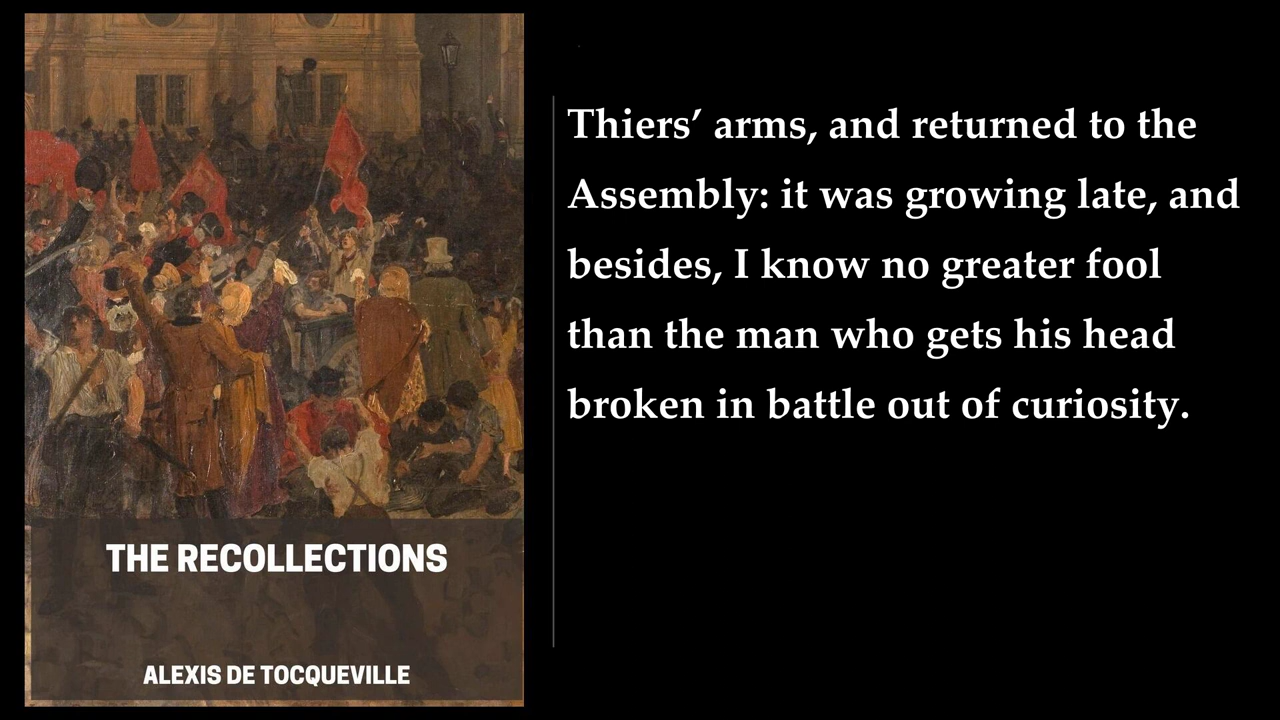 THE RECOLLECTIONS
ALEXIS DE TOCQUEVILLE
Thiers’ arms, and returned to the
Assembly: it was growing late, and
besides, I know no greater fool
than the man who gets his head
broken in battle out of curiosity.